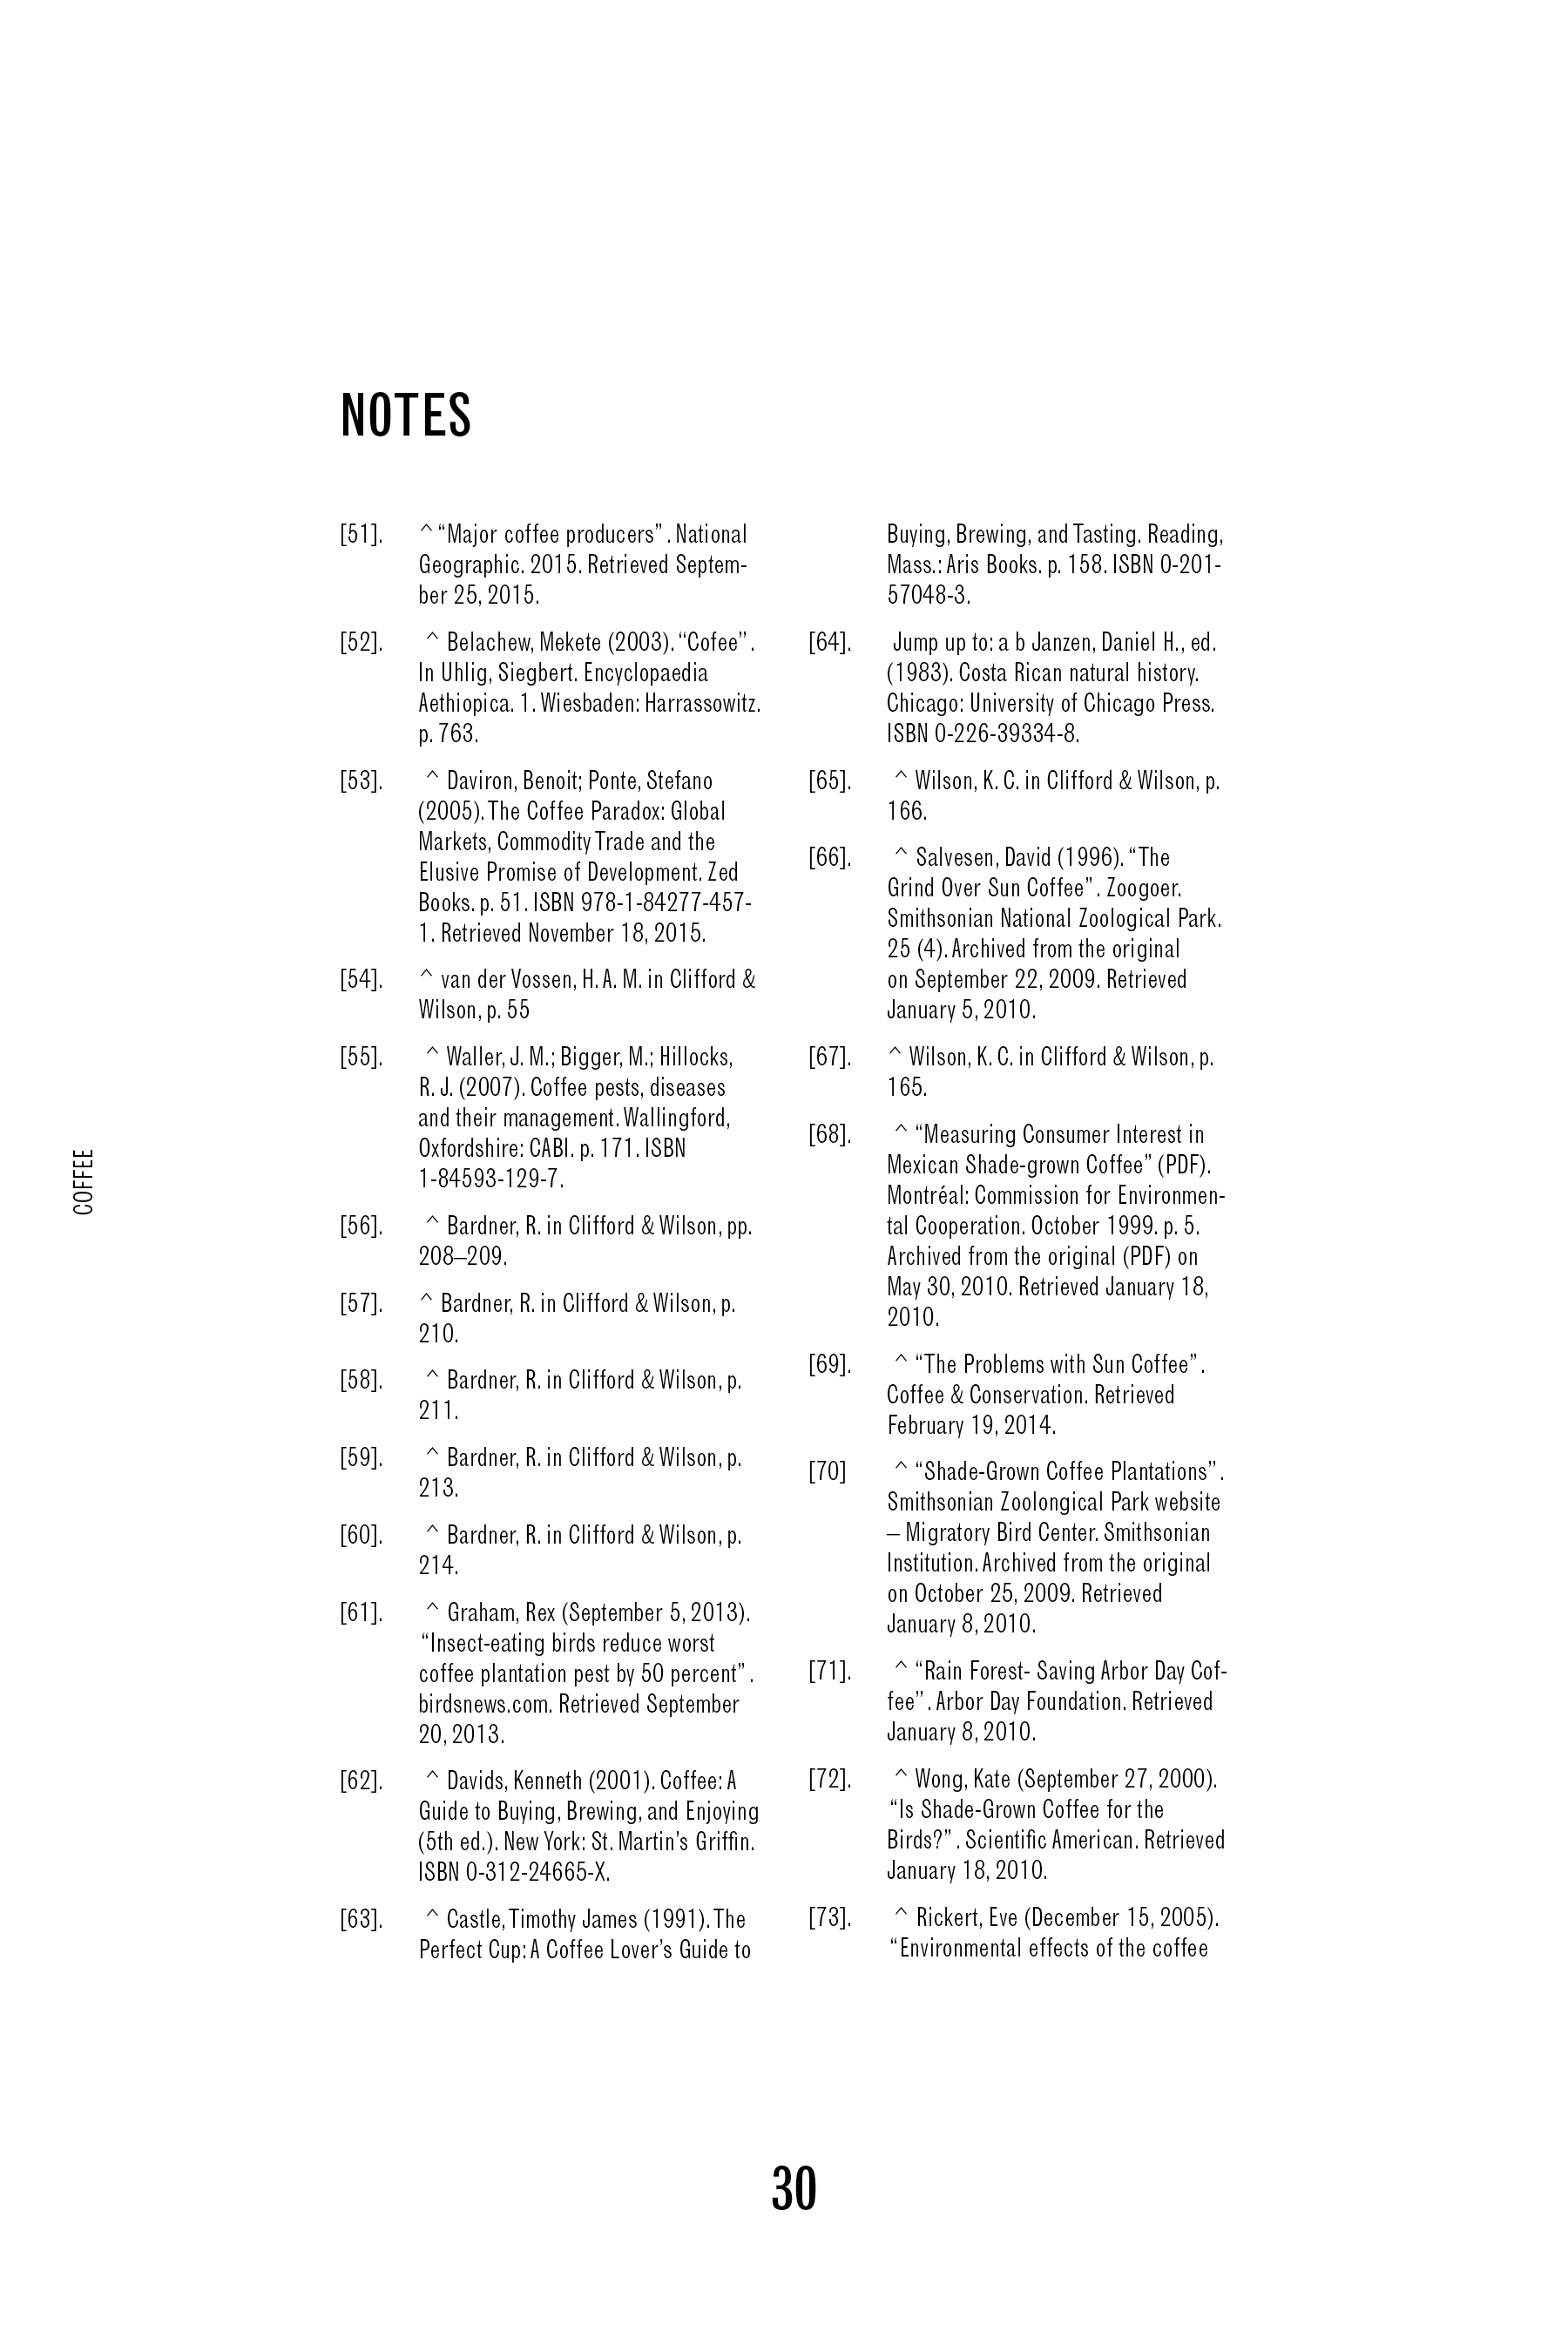 NOTES
[51]. ^ “Major coffee producers” . National
Geographic. 2015. Retrieved Septem-
ber 25, 2015.
[52]. ^ Belachew, Mekete (2003). “Cofee” .
In Uhlig, Siegbert. Encyclopaedia
Aethiopica. 1. Wiesbaden: Harrassowitz.
p. 763.
[53]. ^ Daviron, Benoit; Ponte, Stefano
(2005). The Coffee Paradox: Global
Markets, Commodity Trade and the
Elusive Promise of Development. Zed
Books. p. 51. ISBN 978-1-84277-457-
1. Retrieved November 18, 2015.
[54]. ^ van der Vossen, H. A. M. in Clifford &
Wilson, p. 55
[55]. ^ Waller, J. M.; Bigger, M.; Hillocks,
R. J. (2007). Coffee pests, diseases
and their management. Wallingford,
Oxfordshire: CABI. p. 171. ISBN
1-84593-129-7.
[56]. ^ Bardner, R. in Clifford & Wilson, pp.
208–209.
[57]. ^ Bardner, R. in Clifford & Wilson, p.
210.
[58]. ^ Bardner, R. in Clifford & Wilson, p.
211.
[59]. ^ Bardner, R. in Clifford & Wilson, p.
213.
[60]. ^ Bardner, R. in Clifford & Wilson, p.
214.
[61]. ^ Graham, Rex (September 5, 2013).
“Insect-eating birds reduce worst
coffee plantation pest by 50 percent” .
birdsnews.com. Retrieved September
20, 2013.
[62]. ^ Davids, Kenneth (2001). Coffee: A
Guide to Buying, Brewing, and Enjoying
(5th ed.). New York: St. Martin’s Griffin.
ISBN 0-312-24665-X.
[63]. ^ Castle, Timothy James (1991). The
Perfect Cup: A Coffee Lover’s Guide to
Buying, Brewing, and Tasting. Reading,
Mass.: Aris Books. p. 158. ISBN 0-201-
57048-3.
[64]. Jump up to: a b Janzen, Daniel H., ed.
(1983). Costa Rican natural history.
Chicago: University of Chicago Press.
ISBN 0-226-39334-8.
[65]. ^ Wilson, K. C. in Clifford & Wilson, p.
166.
[66]. ^ Salvesen, David (1996). “The
Grind Over Sun Coffee” . Zoogoer.
Smithsonian National Zoological Park.
25 (4). Archived from the original
on September 22, 2009. Retrieved
January 5, 2010.
[67]. ^ Wilson, K. C. in Clifford & Wilson, p.
165.
[68]. ^ “Measuring Consumer Interest in
Mexican Shade-grown Coffee” (PDF).
Montréal: Commission for Environmen-
tal Cooperation. October 1999. p. 5.
Archived from the original (PDF) on
May 30, 2010. Retrieved January 18,
2010.
[69]. ^ “The Problems with Sun Coffee” .
Coffee & Conservation. Retrieved
February 19, 2014.
[70] ^ “Shade-Grown Coffee Plantations” .
Smithsonian Zoolongical Park website
– Migratory Bird Center. Smithsonian
Institution. Archived from the original
on October 25, 2009. Retrieved
January 8, 2010.
[71]. ^ “Rain Forest- Saving Arbor Day Cof-
fee” . Arbor Day Foundation. Retrieved
January 8, 2010.
[72]. ^ Wong, Kate (September 27, 2000).
“Is Shade-Grown Coffee for the
Birds?” . Scientific American. Retrieved
January 18, 2010.
[73]. ^ Rickert, Eve (December 15, 2005).
“Environmental effects of the coffee
COFFEE
30